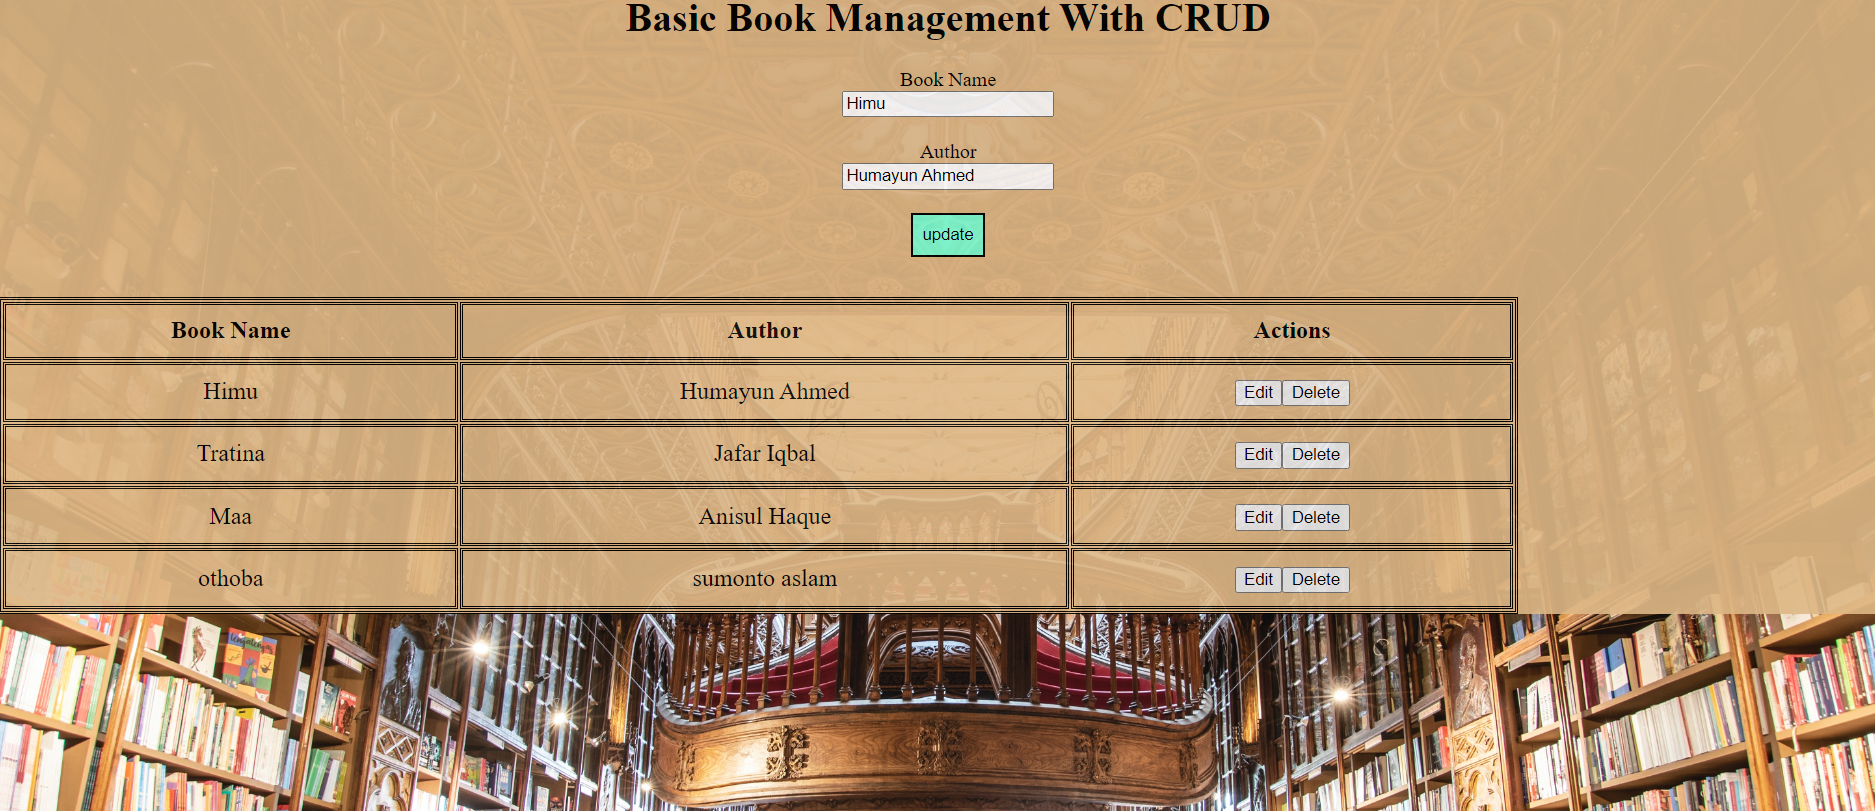 Basic Book Management With CRUD
Book Name
Himu
Author
Humayun Ahmed
update
Book Name Author Actions
Himu Humayun Ahmed Edit Delete
Tratina Jafar Iqbal Edit Delete
Maa Anisul Haque Edit Delete
othoba sumonto aslam Edit Delete